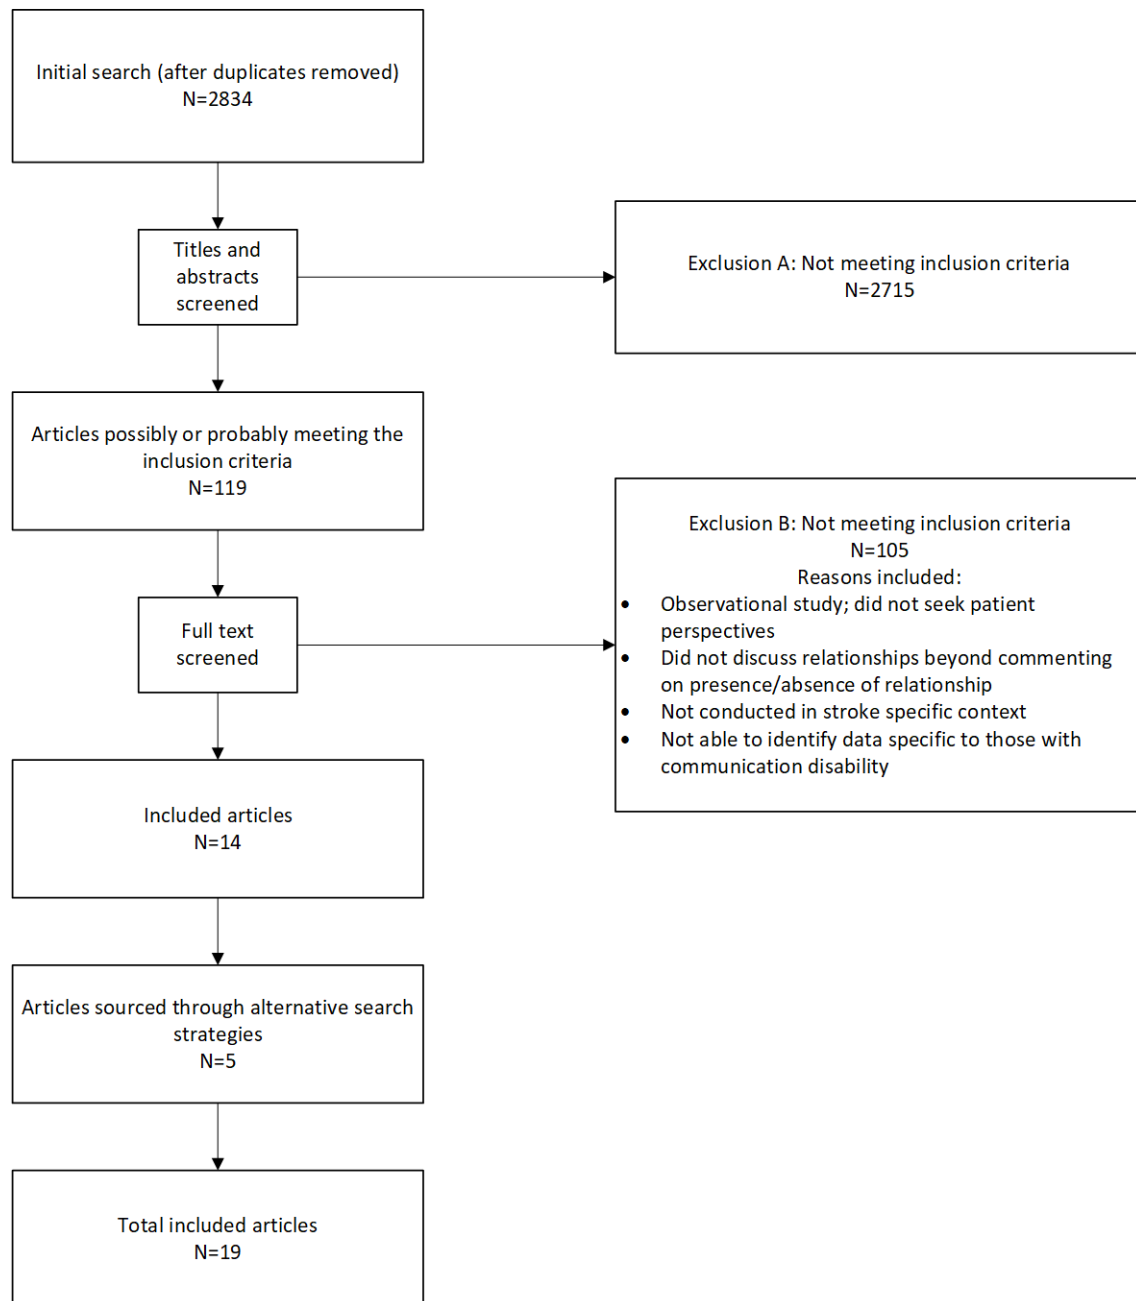 Initial search (after duplicates removed)
N=2834
Titles and
abstracts
screened
Exclusion A: Not meeting inclusion criteria
N=2715
Articles possibly or probably meeting the
inclusion criteria
N=119
Exclusion B: Not meeting inclusion criteria
N=105
Reasons included:
• Observational study; did not seek patient
perspectives
• Did not discuss relationships beyond commenting
on presence/absence of relationship
• Not conducted in stroke specific context
• Not able to identify data specific to those with
communication disability
Full text
screened
Included articles
N=14
Articles sourced through alternative search
strategies
N=5
Total included articles
N=19